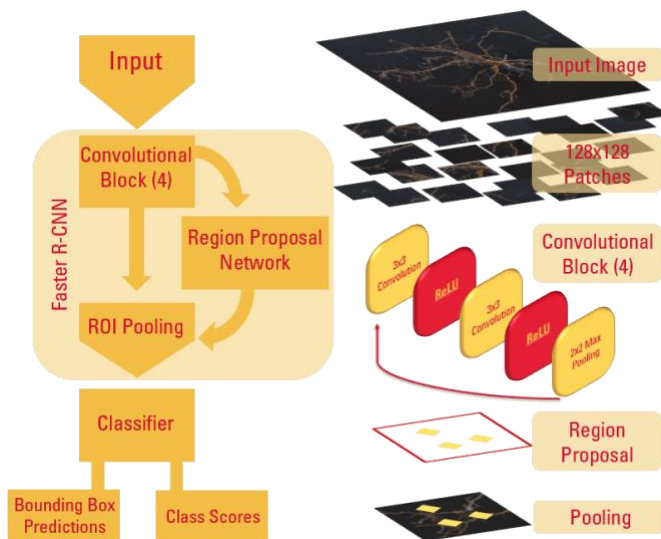 Input
Convolutional
Block (4)
Region Proposal
Network
Faster R-CNN
ROI Pooling
Classifier
Bounding Box
Predictions
Class Scores
Input Image
128x128
Patches
Convolutional
Block (4)
3x3
Convolution
ReLU
3x3
Convolution
ReLU
2x2 Max
Pooling
Region
Proposal
Pooling